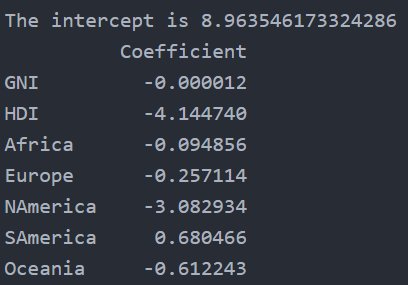 The intercept is 8.963546173324286
Coefficient
GNI -0.000012
HDI -4.144740
Africa -0.094856
Europe -0.257114
NAmerica -3.082934
SAmerica 0.680466
Oceania -0.612243